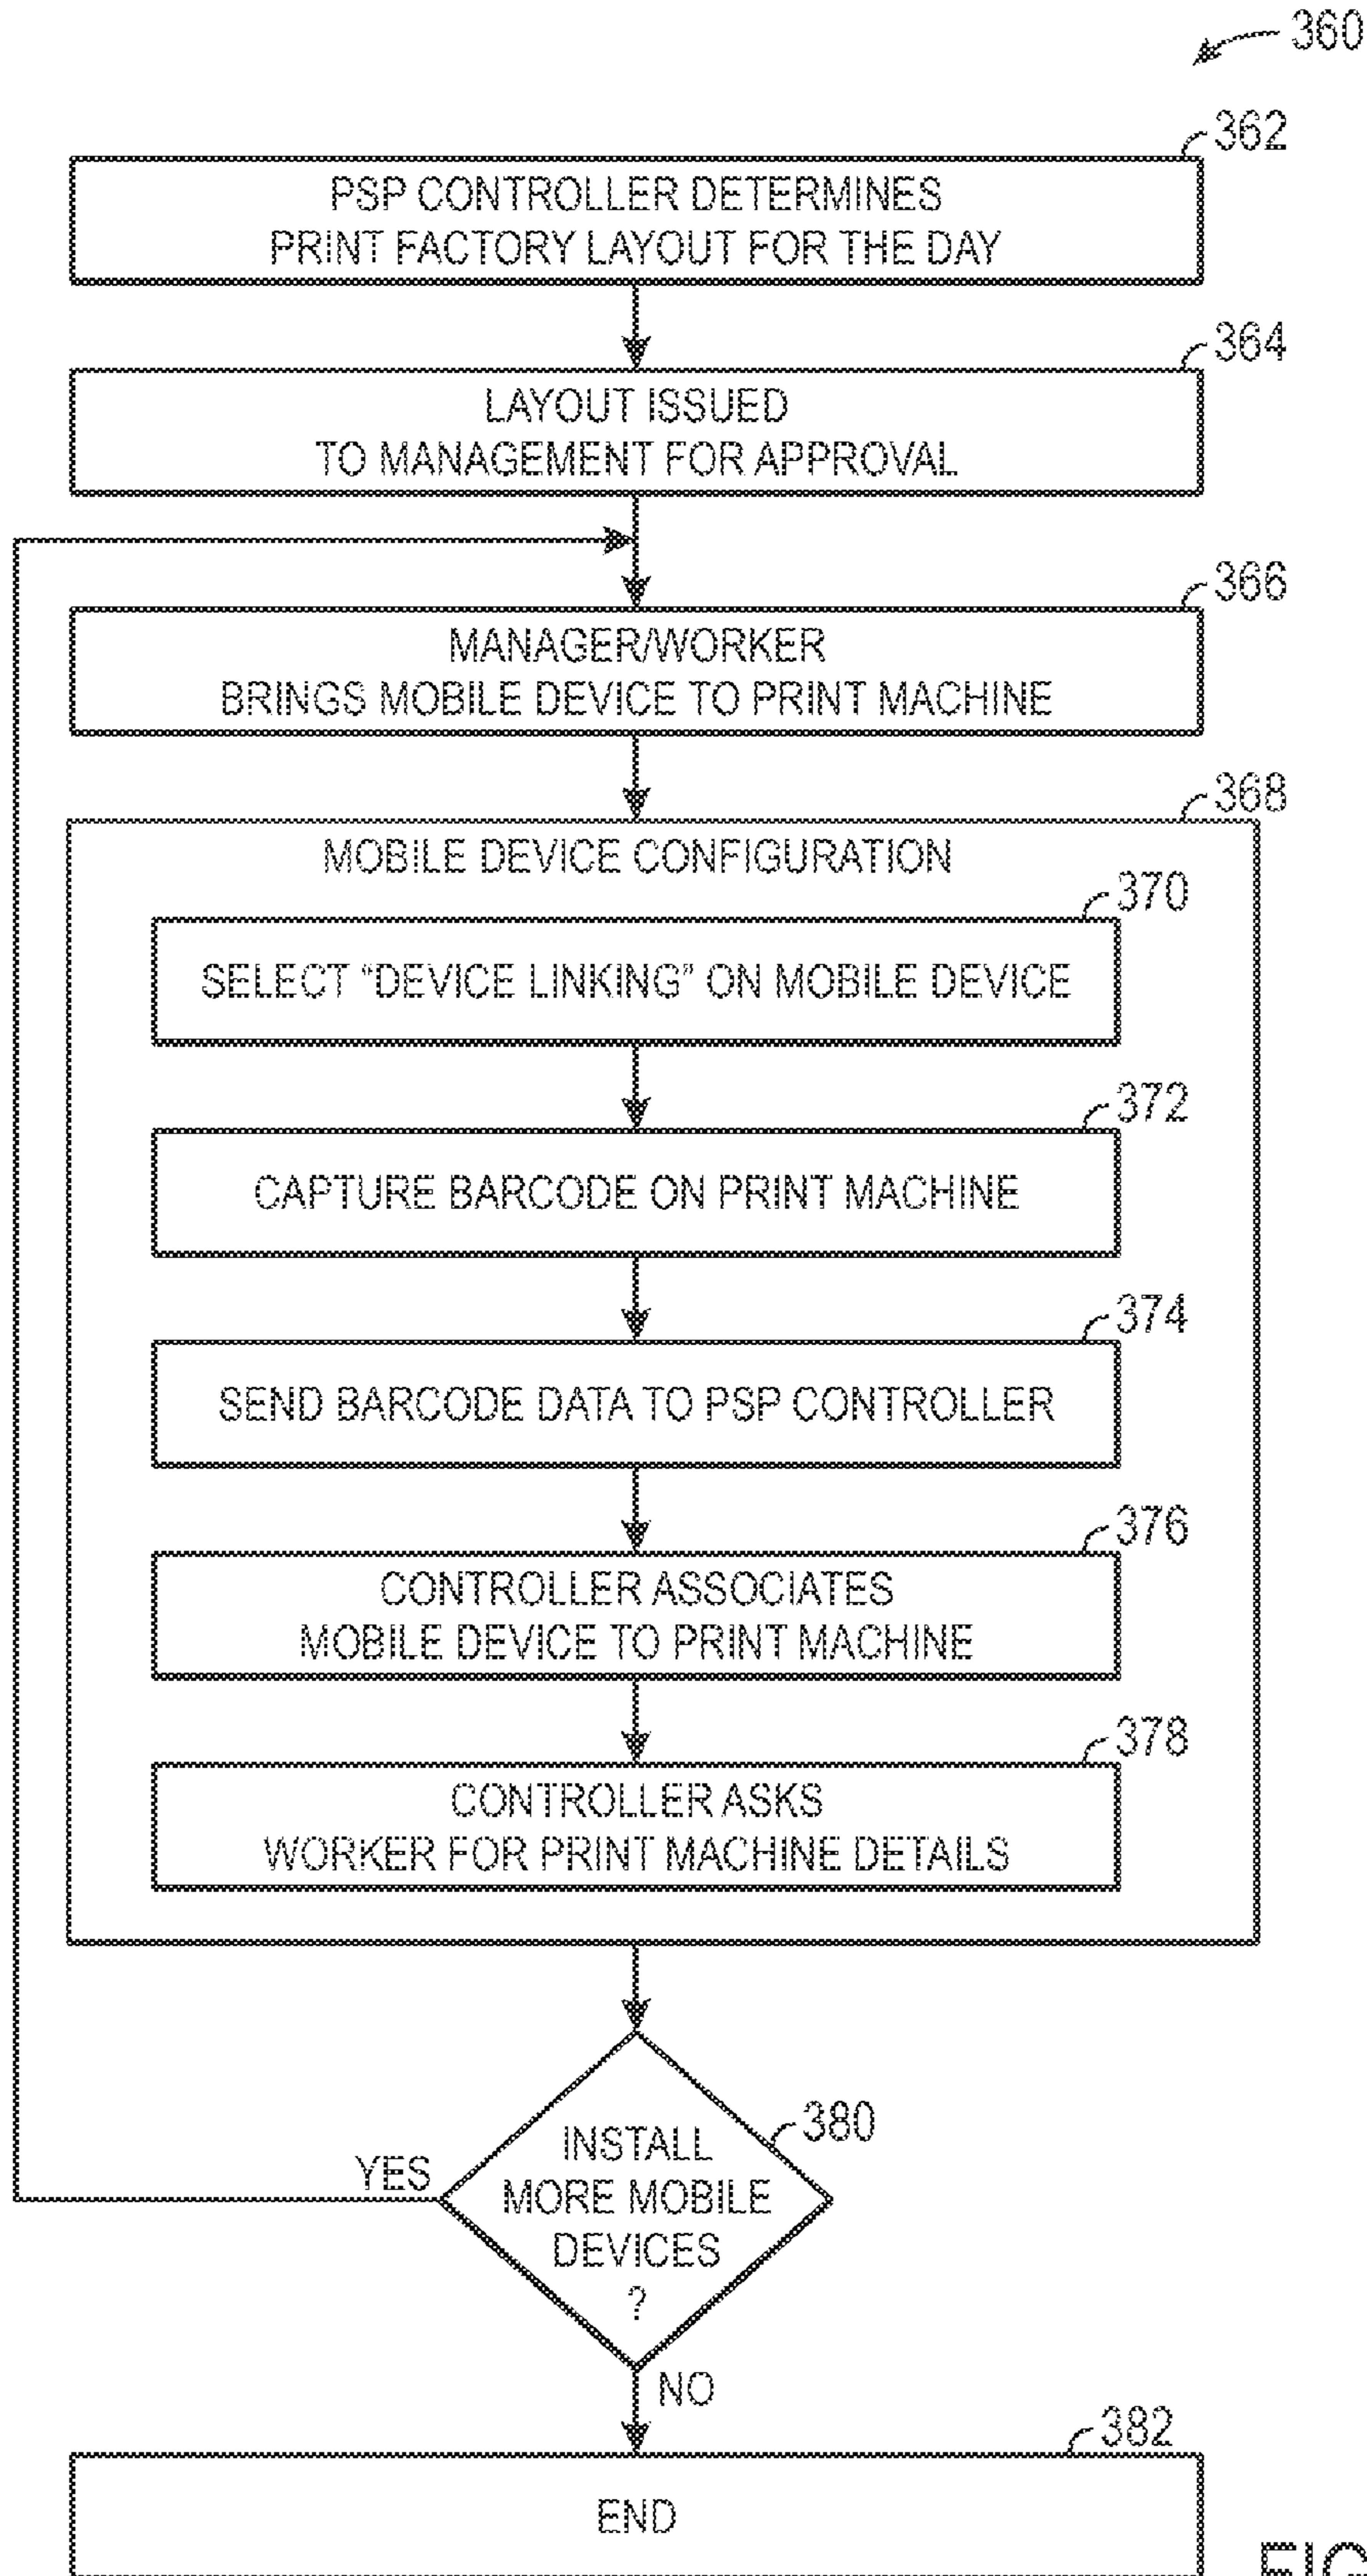 360
362
PSP CONTROLLER DETERMINES
PRINT FACTORY LAYOUT FOR THE DAY
364
LAYOUT ISSUED
TO MANAGEMENT FOR APPROVAL
366
MANAGER/WORKER
BRINGS MOBILE DEVICE TO PRINT MACHINE
368
MOBILE DEVICE CONFIGURATION
370
SELECT “DEVICE LINKING” ON MOBILE DEVICE
372
CAPTURE BARCODE ON PRINT MACHINE
374
SEND BARCODE DATA TO PSP CONTROLLER
376
CONTROLLER ASSOCIATES
MOBILE DEVICE TO PRINT MACHINE
378
CONTROLLER ASKS
WORKER FOR PRINT MACHINE DETAILS
380
INSTALL
MORE MOBILE
DEVICES
?
YES
NO
382
END